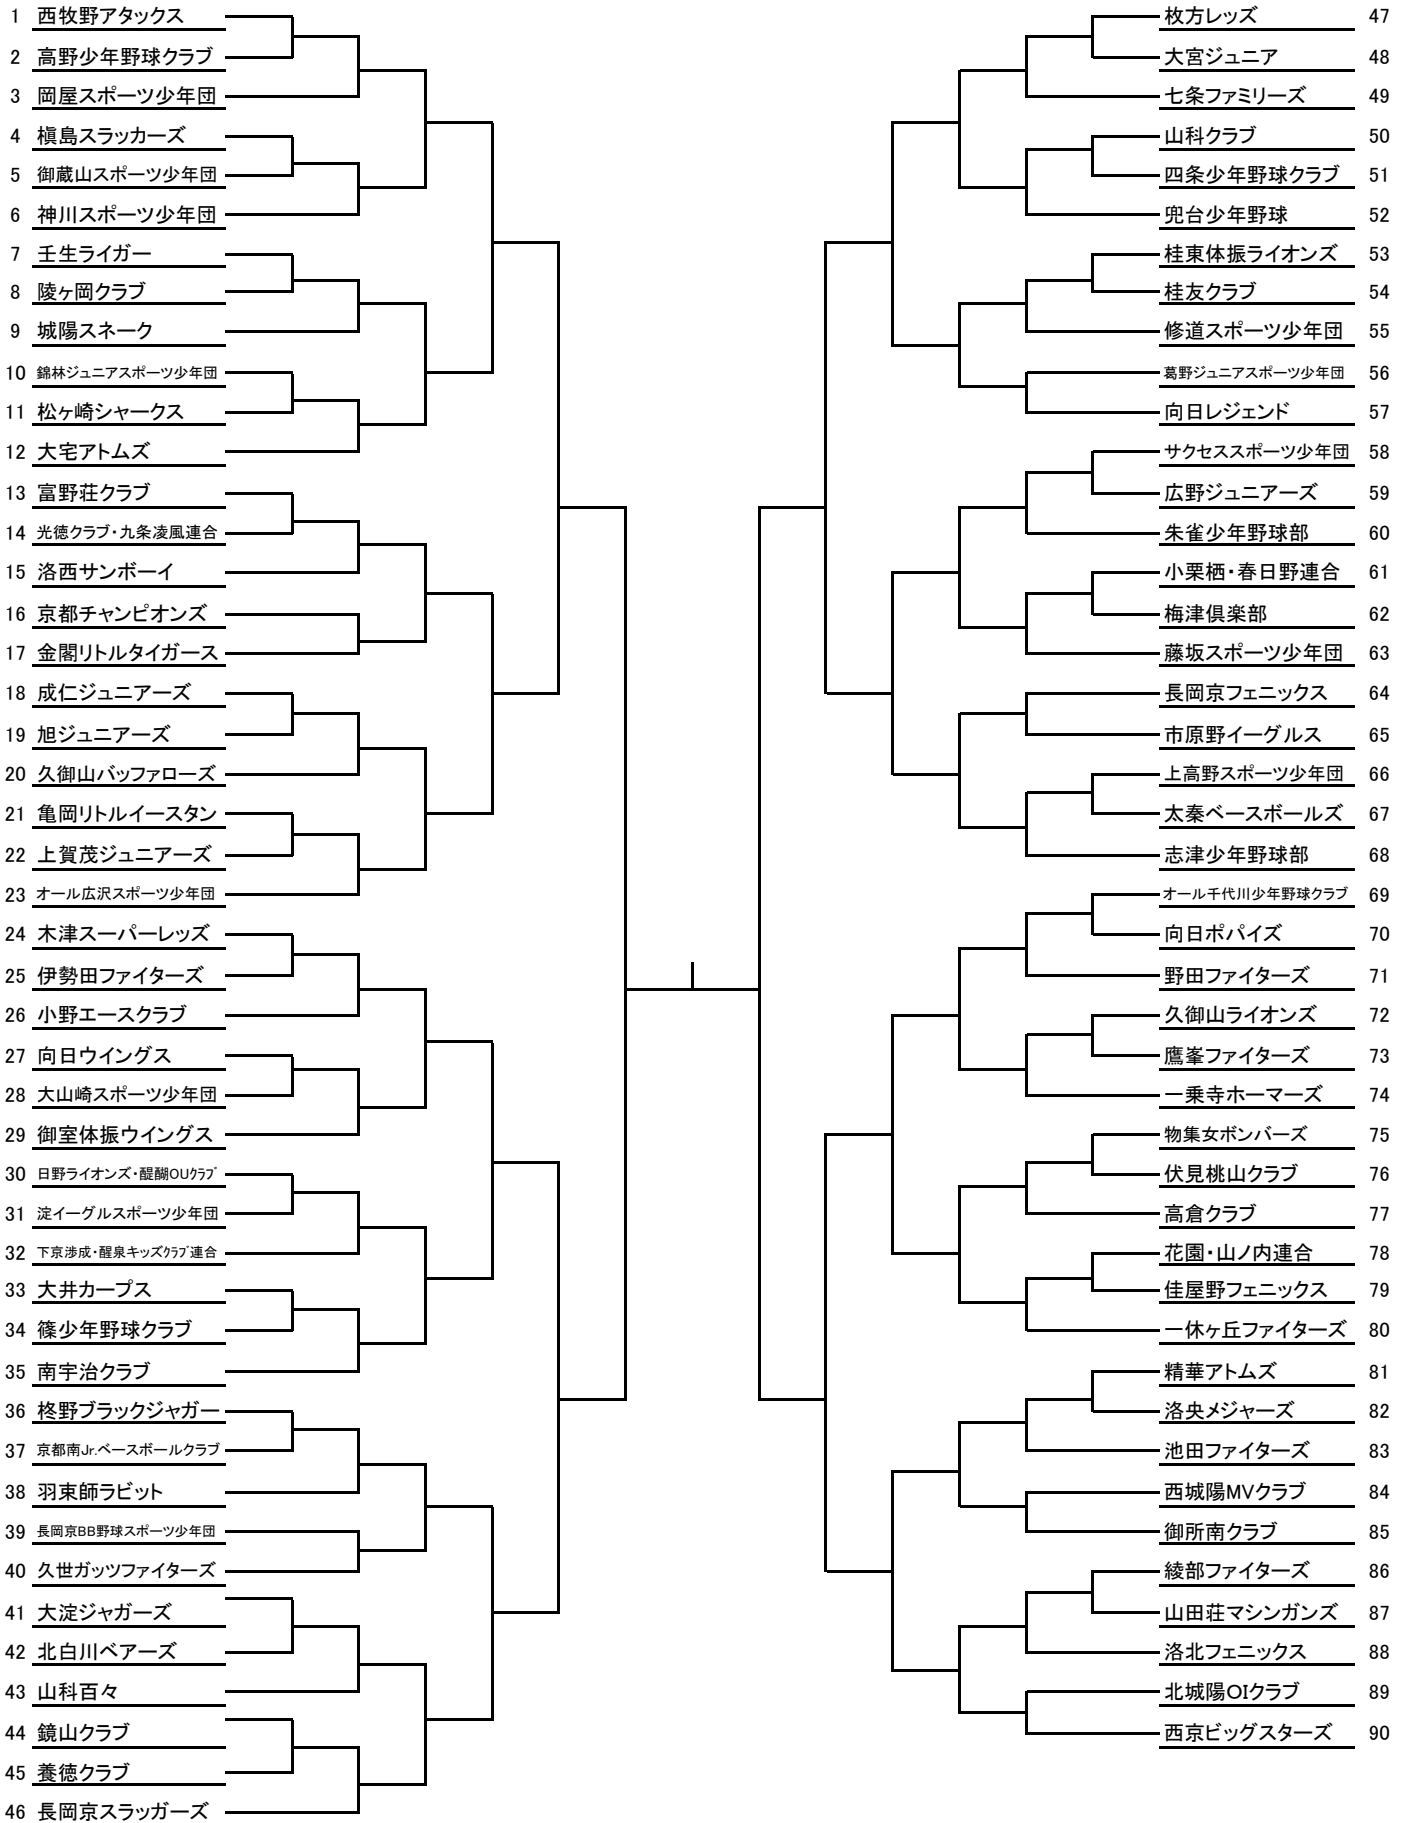 1 西牧野アタックス
2 高野少年野球クラブ
3 岡屋スポーツ少年団
4 槇島スラッカーズ
5 御蔵山スポーツ少年団
6 神川スポーツ少年団
7 壬生ライガー
8 陵ヶ岡クラブ
9 城陽スネーク
10 錦林ジュニアスポーツ少年団
11 松ヶ崎シャークス
12 大宅アトムズ
13 富野荘クラブ
14 光徳クラブ・九条凌風連合
15 洛西サンボーイ
16 京都チャンピオンズ
17 金閣リトルタイガース
18 成仁ジュニアーズ
19 旭ジュニアーズ
20 久御山バッファローズ
21 亀岡リトルイースタン
22 上賀茂ジュニアーズ
23 オール広沢スポーツ少年団
24 木津スーパーレッズ
25 伊勢田ファイターズ
26 小野エースクラブ
27 向日ウイングス
28 大山崎スポーツ少年団
29 御室体振ウイングス
30 日野ライオンズ・醍醐OUクラブ
31 淀イーグルスポーツ少年団
32 下京渉成・醒泉キッズクラブ連合
33 大井カープス
34 篠少年野球クラブ
35 南宇治クラブ
36 柊野ブラックジャガー
37 京都南Jr.ベースボールクラブ
38 羽束師ラビット
39 長岡京BB野球スポーツ少年団
40 久世ガッツファイターズ
41 大淀ジャガーズ
42 北白川ベアーズ
43 山科百々
44 鏡山クラブ
45 養徳クラブ
46 長岡京スラッガーズ
枚方レッズ 47
大宮ジュニア 48
七条ファミリーズ 49
山科クラブ 50
四条少年野球クラブ 51
兜台少年野球 52
桂東体振ライオンズ 53
桂友クラブ 54
修道スポーツ少年団 55
葛野ジュニアスポーツ少年団 56
向日レジェンド 57
サクセススポーツ少年団 58
広野ジュニアーズ 59
朱雀少年野球部 60
小栗栖・春日野連合 61
梅津倶楽部 62
藤坂スポーツ少年団 63
長岡京フェニックス 64
市原野イーグルス 65
上高野スポーツ少年団 66
太秦ベースボールズ 67
志津少年野球部 68
オール千代川少年野球クラブ 69
向日ポパイズ 70
野田ファイターズ 71
久御山ライオンズ 72
鷹峯ファイターズ 73
一乗寺ホーマーズ 74
物集女ボンバーズ 75
伏見桃山クラブ 76
高倉クラブ 77
花園・山ノ内連合 78
佳屋野フェニックス 79
一休ヶ丘ファイターズ 80
精華アトムズ 81
洛央メジャーズ 82
池田ファイターズ 83
西城陽MVクラブ 84
御所南クラブ 85
綾部ファイターズ 86
山田荘マシンガンズ 87
洛北フェニックス 88
北城陽OIクラブ 89
西京ビッグスターズ 90